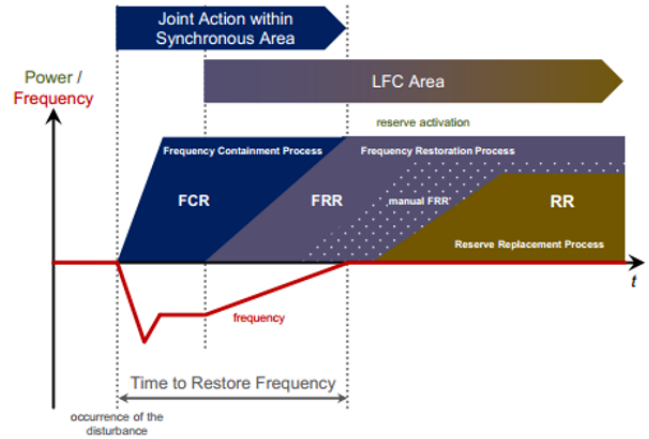 Joint Action within
Synchronous Area
Power /
Frequency
LFC Area
reserve activation
Frequency Containment Process
Frequency Restoration Process
FCR
FRR
manual FRR'
RR
Reserve Replacement Process
t
frequency
Time to Restore Frequency
occurrence of the
disturbance